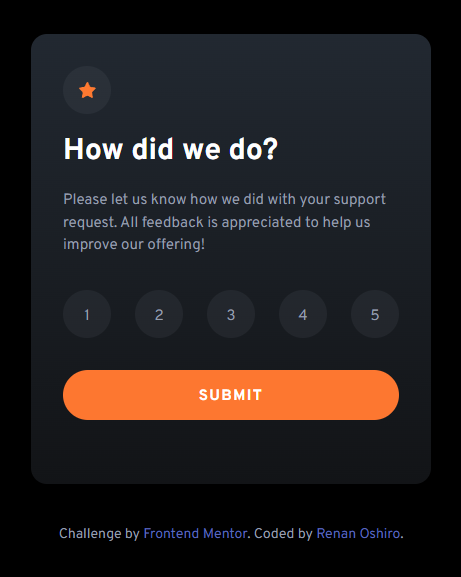 How did we do?
Please let us know how we did with your support
request. All feedback is appreciated to help us
improve our offering!
1 2 3 4 5
SUBMIT
Challenge by Frontend Mentor. Coded by Renan Oshiro.